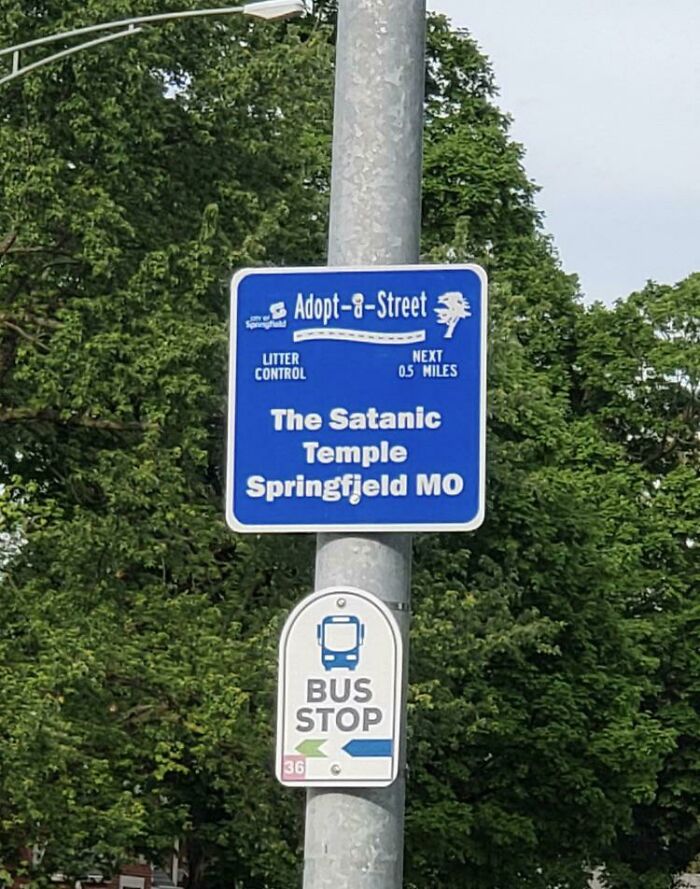 CITY OF
Springfield
Adopt-a-Street
LITTER
CONTROL
NEXT
0.5 MILES
The Satanic
Temple
Springfield MO
BUS
STOP
36